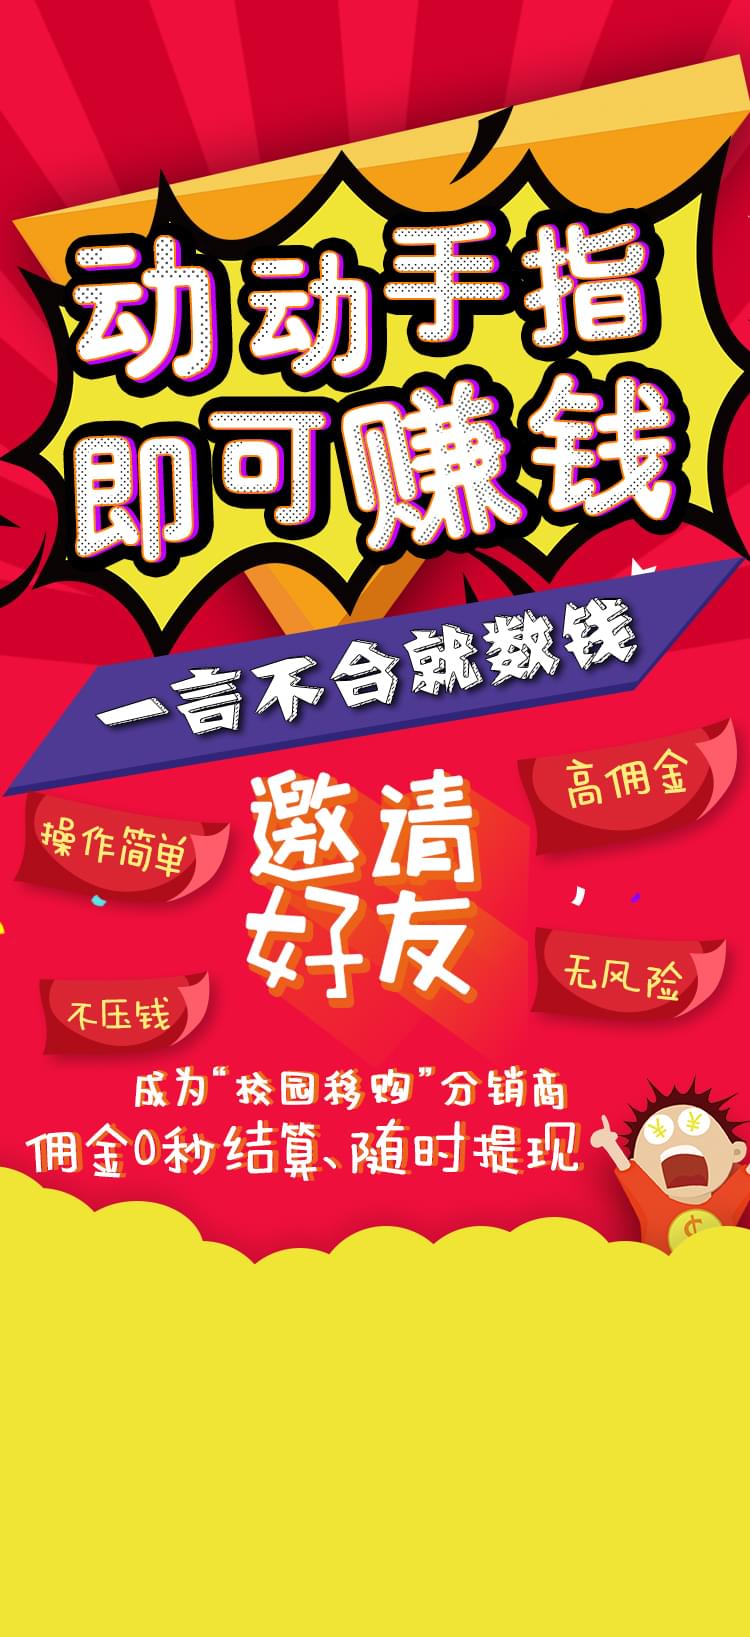 动动手指
即可赚钱
一言不合就数钱
高佣金
操作简单
邀请
好友
无风险
不压钱
成为“校园移购”分销商
佣金0秒结算、随时提现
¥ ¥
¢